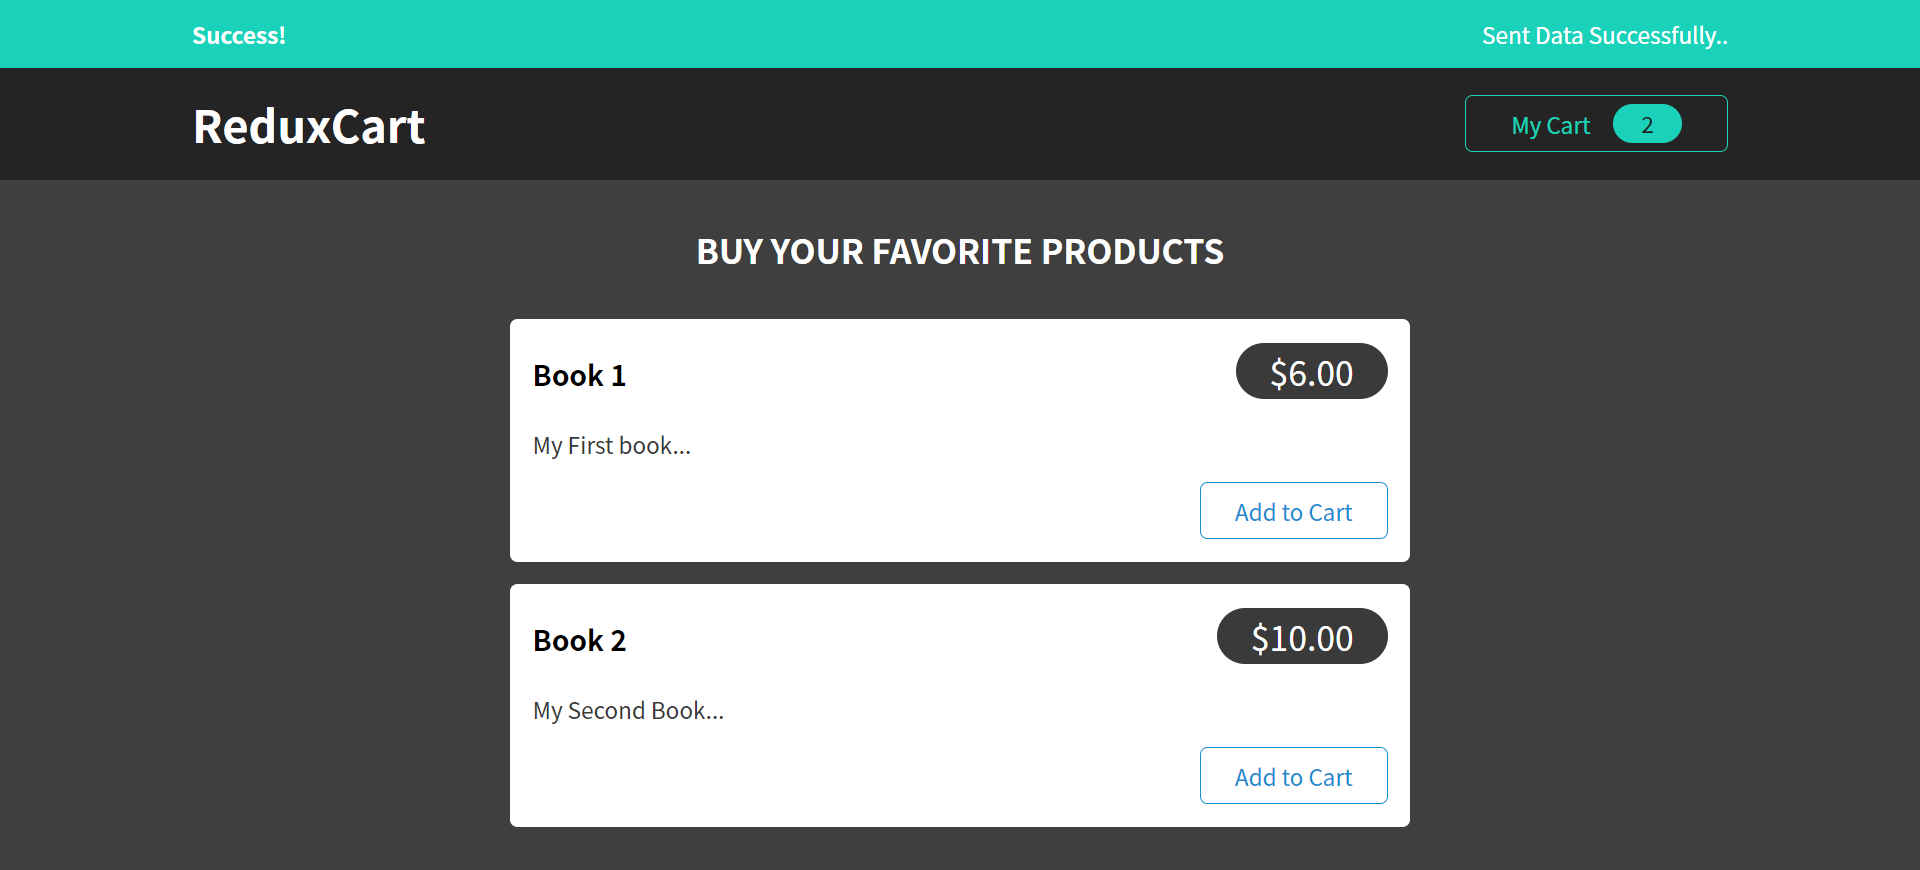 Success! Sent Data Successfully..
ReduxCart My Cart 2
BUY YOUR FAVORITE PRODUCTS
Book 1 $6.00
My First book...
Add to Cart
Book 2 $10.00
My Second Book...
Add to Cart